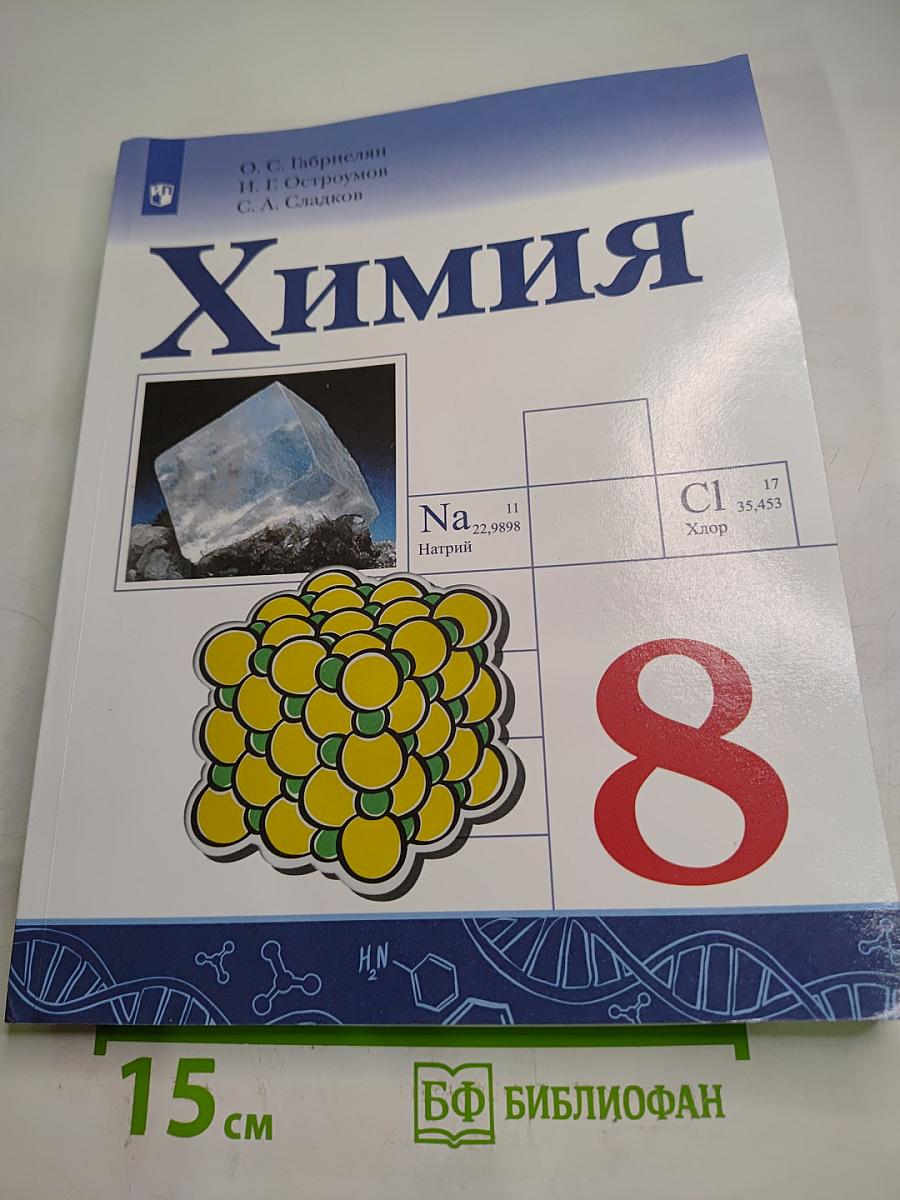 О. С. Габриелян
И. Г. Остроумов
С. А. Сладков
Химия
Na 11
22,9898
Натрий
Cl 17
35,453
Хлор
8
H₂N
15 см
БФ БИБЛИОФАН